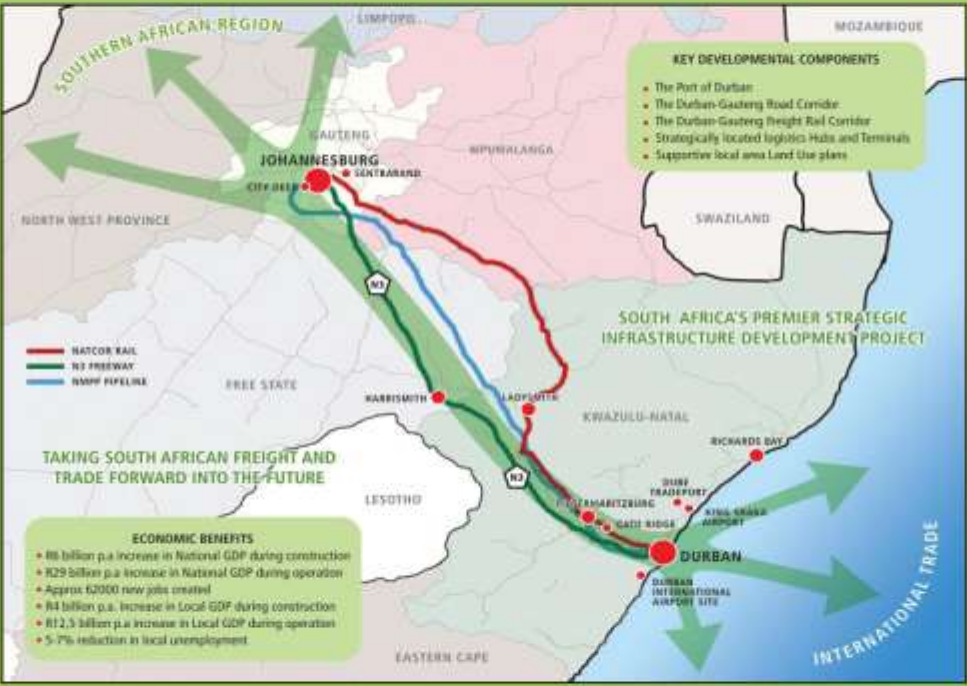 SOUTHERN AFRICAN REGION
LIMPOPO
MOZAMBIQUE
KEY DEVELOPMENTAL COMPONENTS
• The Port of Durban
• The Durban-Gauteng Road Corridor
• The Durban-Gauteng Freight Rail Corridor
• Strategically located logistics Hubs and Terminals
• Supportive local area Land Use plans
GAUTENG
JOHANNESBURG
SENTRARAND
CITY DEEP
MPUMALANGA
NORTH WEST PROVINCE
SWAZILAND
N3
SOUTH AFRICA'S PREMIER STRATEGIC
INFRASTRUCTURE DEVELOPMENT PROJECT
NATCOR RAIL
N3 FREEWAY
NMPP PIPELINE
FREE STATE
HARRISMITH
LADYSMITH
KWAZULU-NATAL
RICHARDS BAY
TAKING SOUTH AFRICAN FREIGHT AND
TRADE FORWARD INTO THE FUTURE
N3
LESOTHO
DUBE
TRADEPORT
KING SHAKA
AIRPORT
PIETERMARITZBURG
CATO RIDGE
DURBAN
DURBAN
INTERNATIONAL
AIRPORT SITE
ECONOMIC BENEFITS
• R6 billion p.a increase in National GDP during construction
• R29 billion p.a increase in National GDP during operation
• Approx 62000 new jobs created
• R4 billion p.a. increase in Local GDP during construction
• R12,5 billion p.a increase in Local GDP during operation
• 5-7% reduction in local unemployment
EASTERN CAPE
INTERNATIONAL TRADE